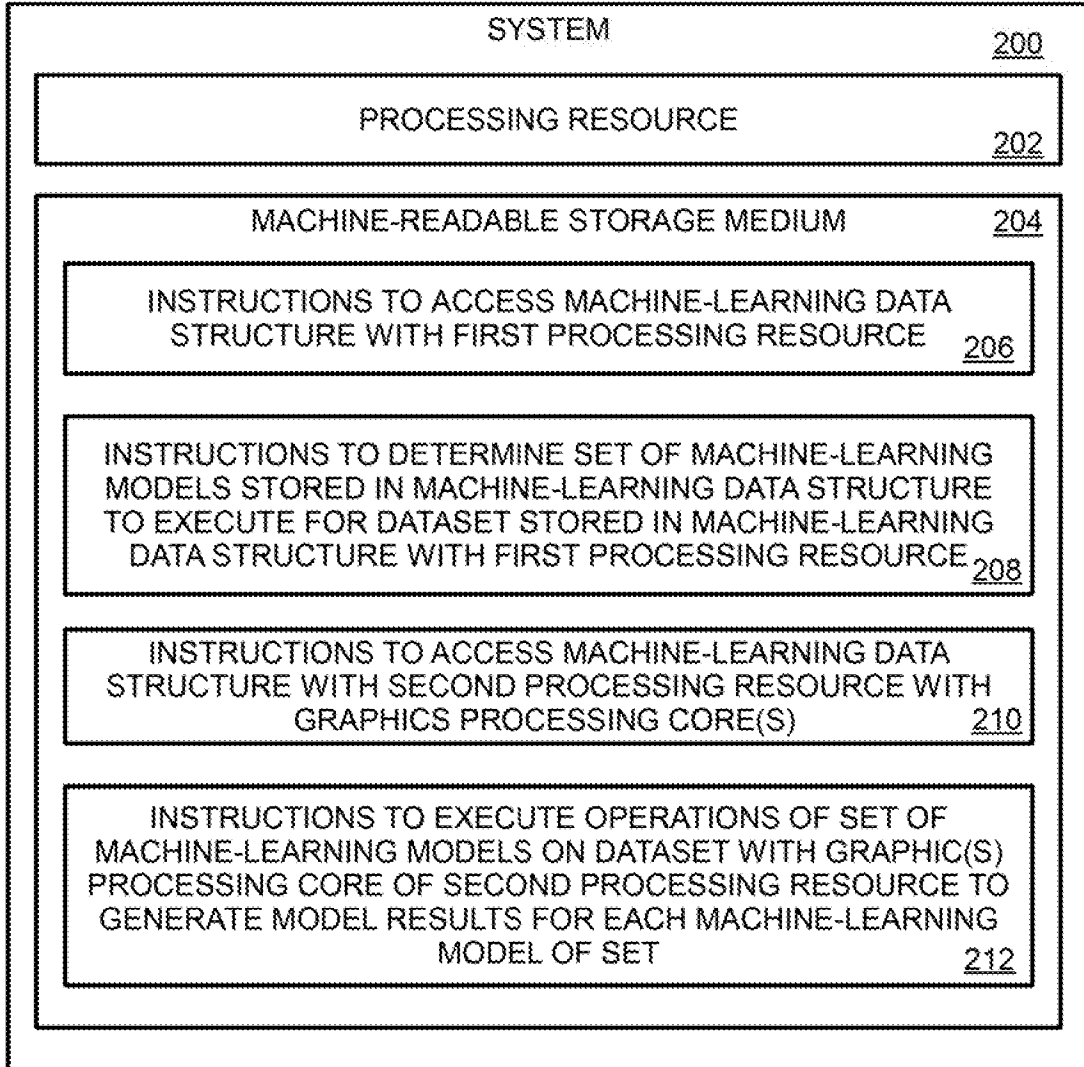 SYSTEM
200
PROCESSING RESOURCE
202
MACHINE-READABLE STORAGE MEDIUM
204
INSTRUCTIONS TO ACCESS MACHINE-LEARNING DATA
STRUCTURE WITH FIRST PROCESSING RESOURCE
206
INSTRUCTIONS TO DETERMINE SET OF MACHINE-LEARNING
MODELS STORED IN MACHINE-LEARNING DATA STRUCTURE
TO EXECUTE FOR DATASET STORED IN MACHINE-LEARNING
DATA STRUCTURE WITH FIRST PROCESSING RESOURCE
208
INSTRUCTIONS TO ACCESS MACHINE-LEARNING DATA
STRUCTURE WITH SECOND PROCESSING RESOURCE WITH
GRAPHICS PROCESSING CORE(S)
210
INSTRUCTIONS TO EXECUTE OPERATIONS OF SET OF
MACHINE-LEARNING MODELS ON DATASET WITH GRAPHIC(S)
PROCESSING CORE OF SECOND PROCESSING RESOURCE TO
GENERATE MODEL RESULTS FOR EACH MACHINE-LEARNING
MODEL OF SET
212